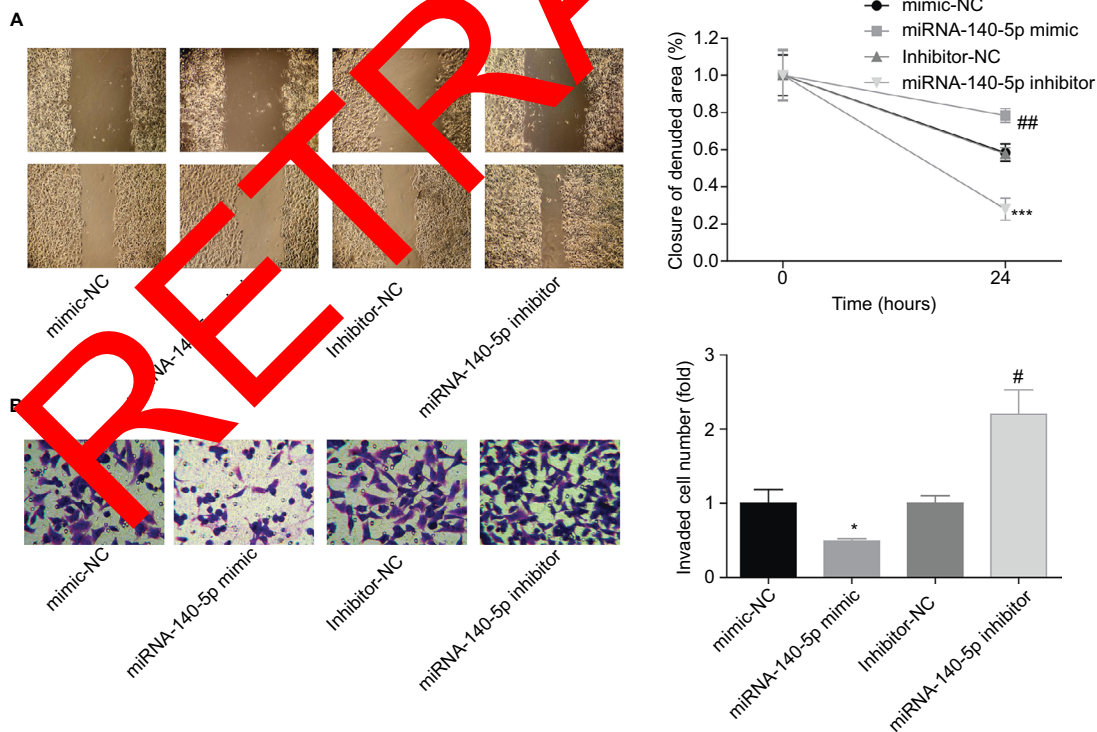 A
mimic-NC
Inhibitor-NC
miRNA-140-5p inhibitor
RETRA
mimic-NC
miRNA-140-5p mimic
Inhibitor-NC
miRNA-140-5p inhibitor
Closure of denuded area (%)
1.2
1.0
0.8
0.6
0.4
0.2
0.0
##
***
0
24
Time (hours)
B
mimic-NC
miRNA-140-5p mimic
Inhibitor-NC
miRNA-140-5p inhibitor
Invaded cell number (fold)
3
2
1
0
*
#
mimic-NC
miRNA-140-5p mimic
Inhibitor-NC
miRNA-140-5p inhibitor